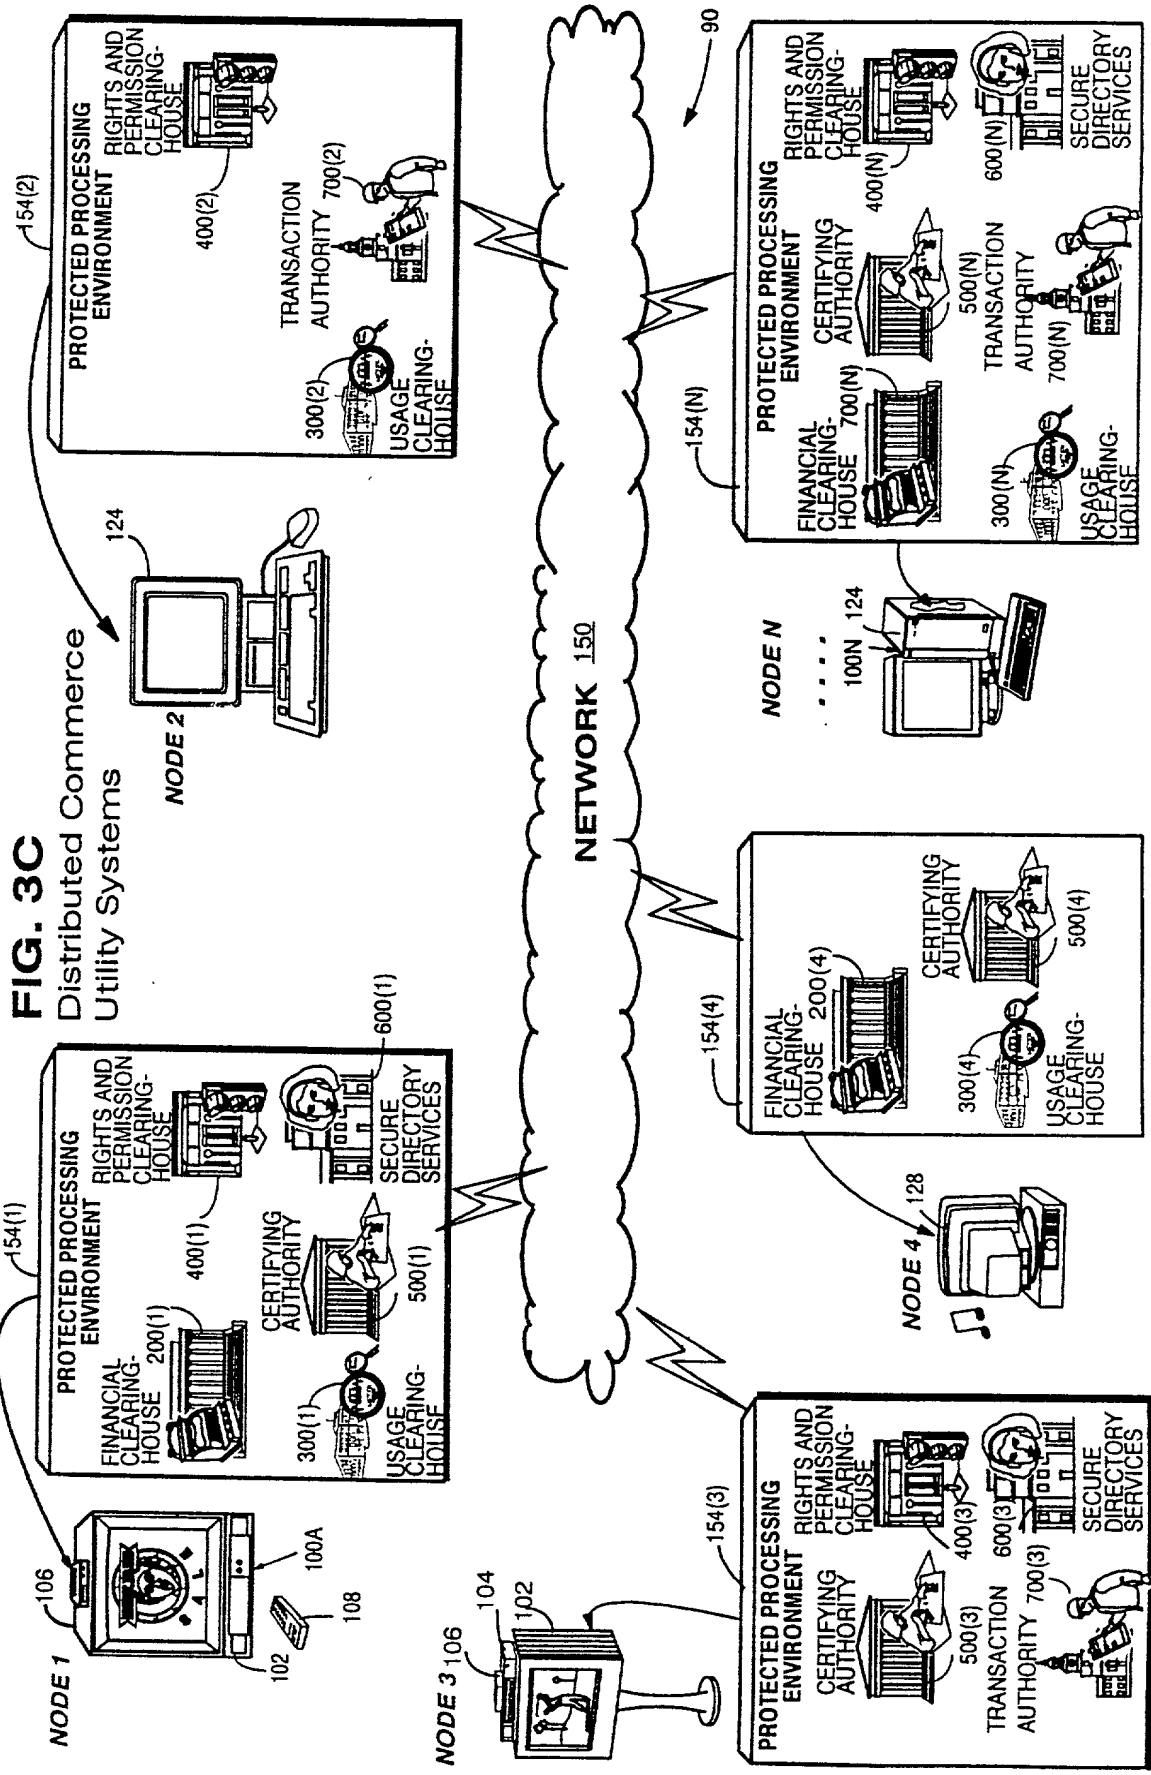 FIG. 3C
Distributed Commerce
Utility Systems
NODE 1
106
102
100A
108
154(1)
PROTECTED PROCESSING
ENVIRONMENT
FINANCIAL
CLEARING-
HOUSE 200(1)
RIGHTS AND
PERMISSION
CLEARING-
HOUSE
400(1)
CERTIFYING
AUTHORITY
500(1)
300(1)
USAGE
CLEARING-
HOUSE
SECURE
DIRECTORY
SERVICES
600(1)
NODE 2
124
154(2)
PROTECTED PROCESSING
ENVIRONMENT
RIGHTS AND
PERMISSION
CLEARING-
HOUSE
400(2)
TRANSACTION
AUTHORITY 700(2)
300(2)
USAGE
CLEARING-
HOUSE
NETWORK 150
90
NODE 3
106
104
102
154(3)
PROTECTED PROCESSING
ENVIRONMENT
CERTIFYING
AUTHORITY
500(3)
RIGHTS AND
PERMISSION
CLEARING-
HOUSE
400(3)
TRANSACTION
AUTHORITY 700(3)
600(3)
SECURE
DIRECTORY
SERVICES
NODE 4
128
154(4)
FINANCIAL
CLEARING-
HOUSE 200(4)
300(4)
USAGE
CLEARING-
HOUSE
CERTIFYING
AUTHORITY
500(4)
NODE N
. . . .
100N
124
154(N)
PROTECTED PROCESSING
ENVIRONMENT
FINANCIAL
CLEARING-
HOUSE 700(N)
CERTIFYING
AUTHORITY
500(N)
RIGHTS AND
PERMISSION
CLEARING-
HOUSE
400(N)
300(N)
USAGE
CLEARING-
HOUSE
TRANSACTION
AUTHORITY
700(N)
600(N)
SECURE
DIRECTORY
SERVICES